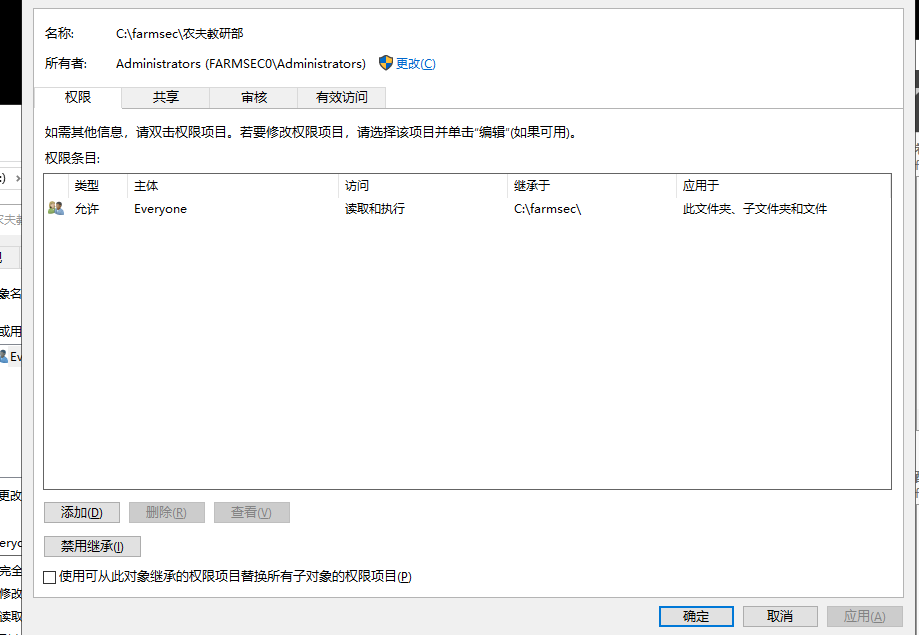 名称: C:\farmsec\农夫教研部
所有者: Administrators (FARMSEC0\Administrators) 更改(C)
权限 共享 审核 有效访问
如需其他信息，请双击权限项目。若要修改权限项目，请选择该项目并单击“编辑”(如果可用)。
权限条目:
类型 主体 访问 继承于 应用于
允许 Everyone 读取和执行 C:\farmsec\ 此文件夹、子文件夹和文件
添加(D) 删除(R) 查看(V)
禁用继承(I)
使用可从此对象继承的权限项目替换所有子对象的权限项目(P)
确定 取消 应用(A)
象名
或用
Ev
更改
eryo
完全
修改
读取